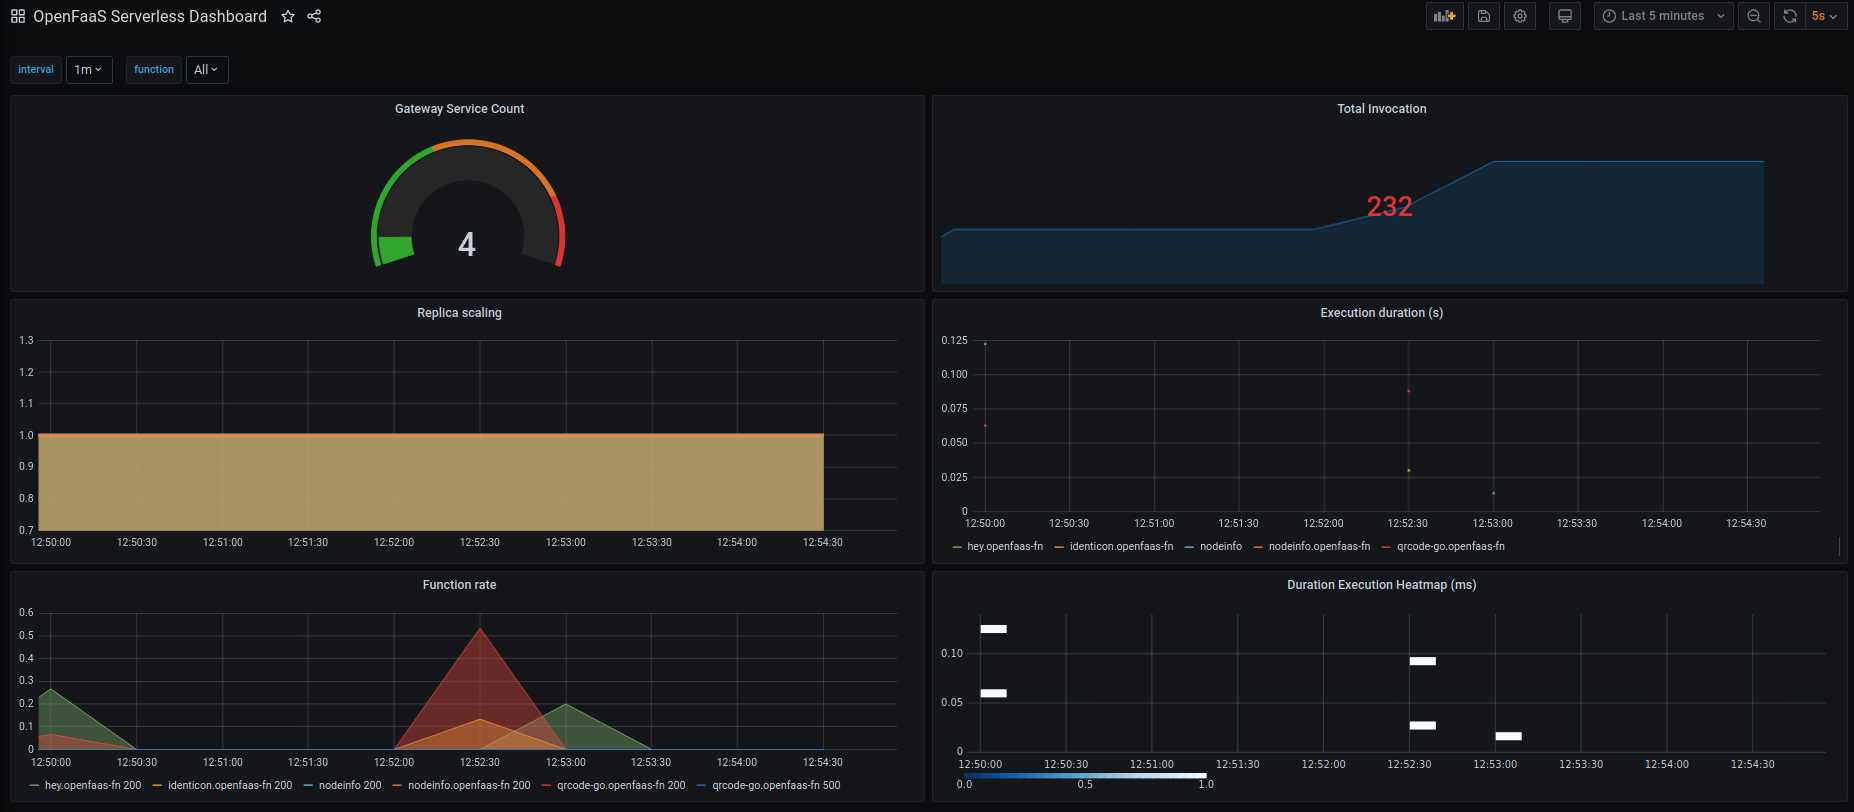 OpenFaaS Serverless Dashboard
Last 5 minutes 5s
interval 1m function All
Gateway Service Count
4
Total Invocation
232
Replica scaling
1.3
1.2
1.1
1.0
0.9
0.8
0.7
12:50:00 12:50:30 12:51:00 12:51:30 12:52:00 12:52:30 12:53:00 12:53:30 12:54:00 12:54:30
Execution duration (s)
0.125
0.100
0.075
0.050
0.025
0
12:50:00 12:50:30 12:51:00 12:51:30 12:52:00 12:52:30 12:53:00 12:53:30 12:54:00 12:54:30
hey.openfaas-fn identicon.openfaas-fn nodeinfo nodeinfo.openfaas-fn qrcode-go.openfaas-fn
Function rate
0.6
0.5
0.4
0.3
0.2
0.1
0
12:50:00 12:50:30 12:51:00 12:51:30 12:52:00 12:52:30 12:53:00 12:53:30 12:54:00 12:54:30
hey.openfaas-fn 200 identicon.openfaas-fn 200 nodeinfo 200 nodeinfo.openfaas-fn 200 qrcode-go.openfaas-fn 200 qrcode-go.openfaas-fn 500
Duration Execution Heatmap (ms)
0.10
0.05
0
12:50:00 12:50:30 12:51:00 12:51:30 12:52:00 12:52:30 12:53:00 12:53:30 12:54:00 12:54:30
0.0 0.5 1.0